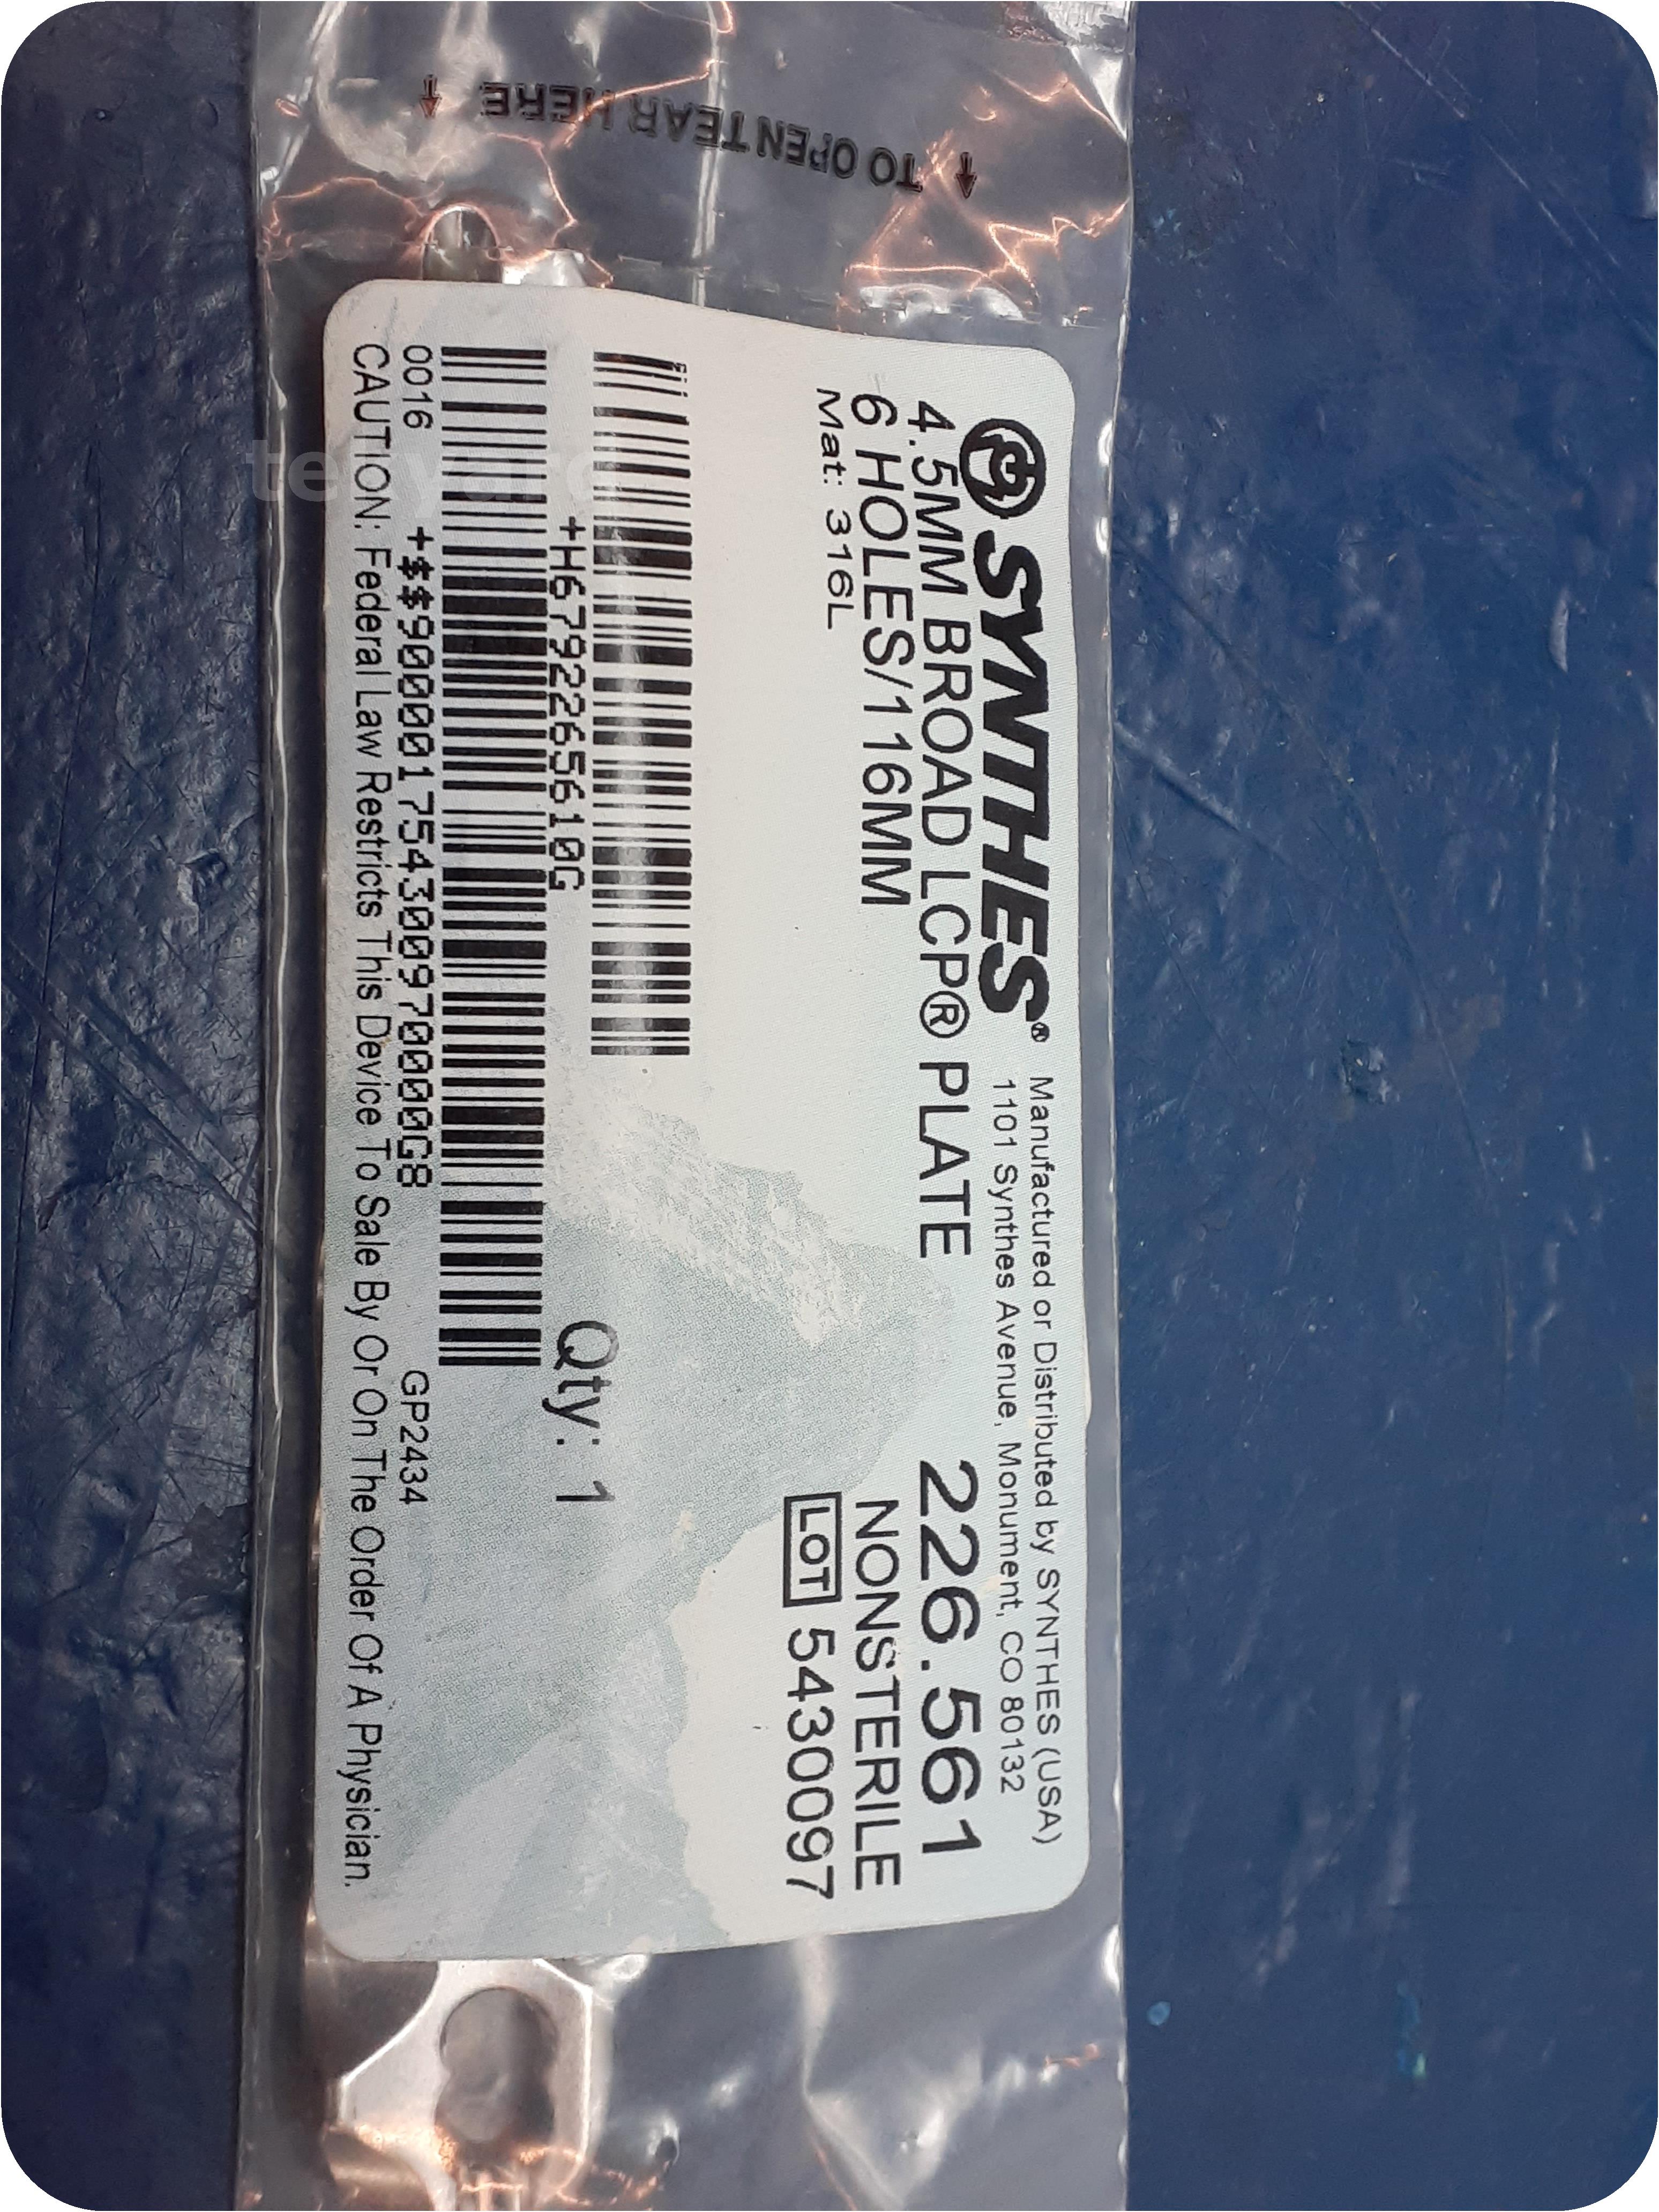 TO OPEN TEAR HERE
SYNTHES®
Manufactured or Distributed by SYNTHES (USA)
1101 Synthes Avenue, Monument, CO 80132
4.5MM BROAD LCP® PLATE
226.561
6 HOLES/116MM
NONSTERILE
Mat: 316L
LOT 5430097
+H6792265610G
Qty: 1
+$$900001754300970000G8
0016
GP2434
CAUTION: Federal Law Restricts This Device To Sale By Or On The Order Of A Physician.